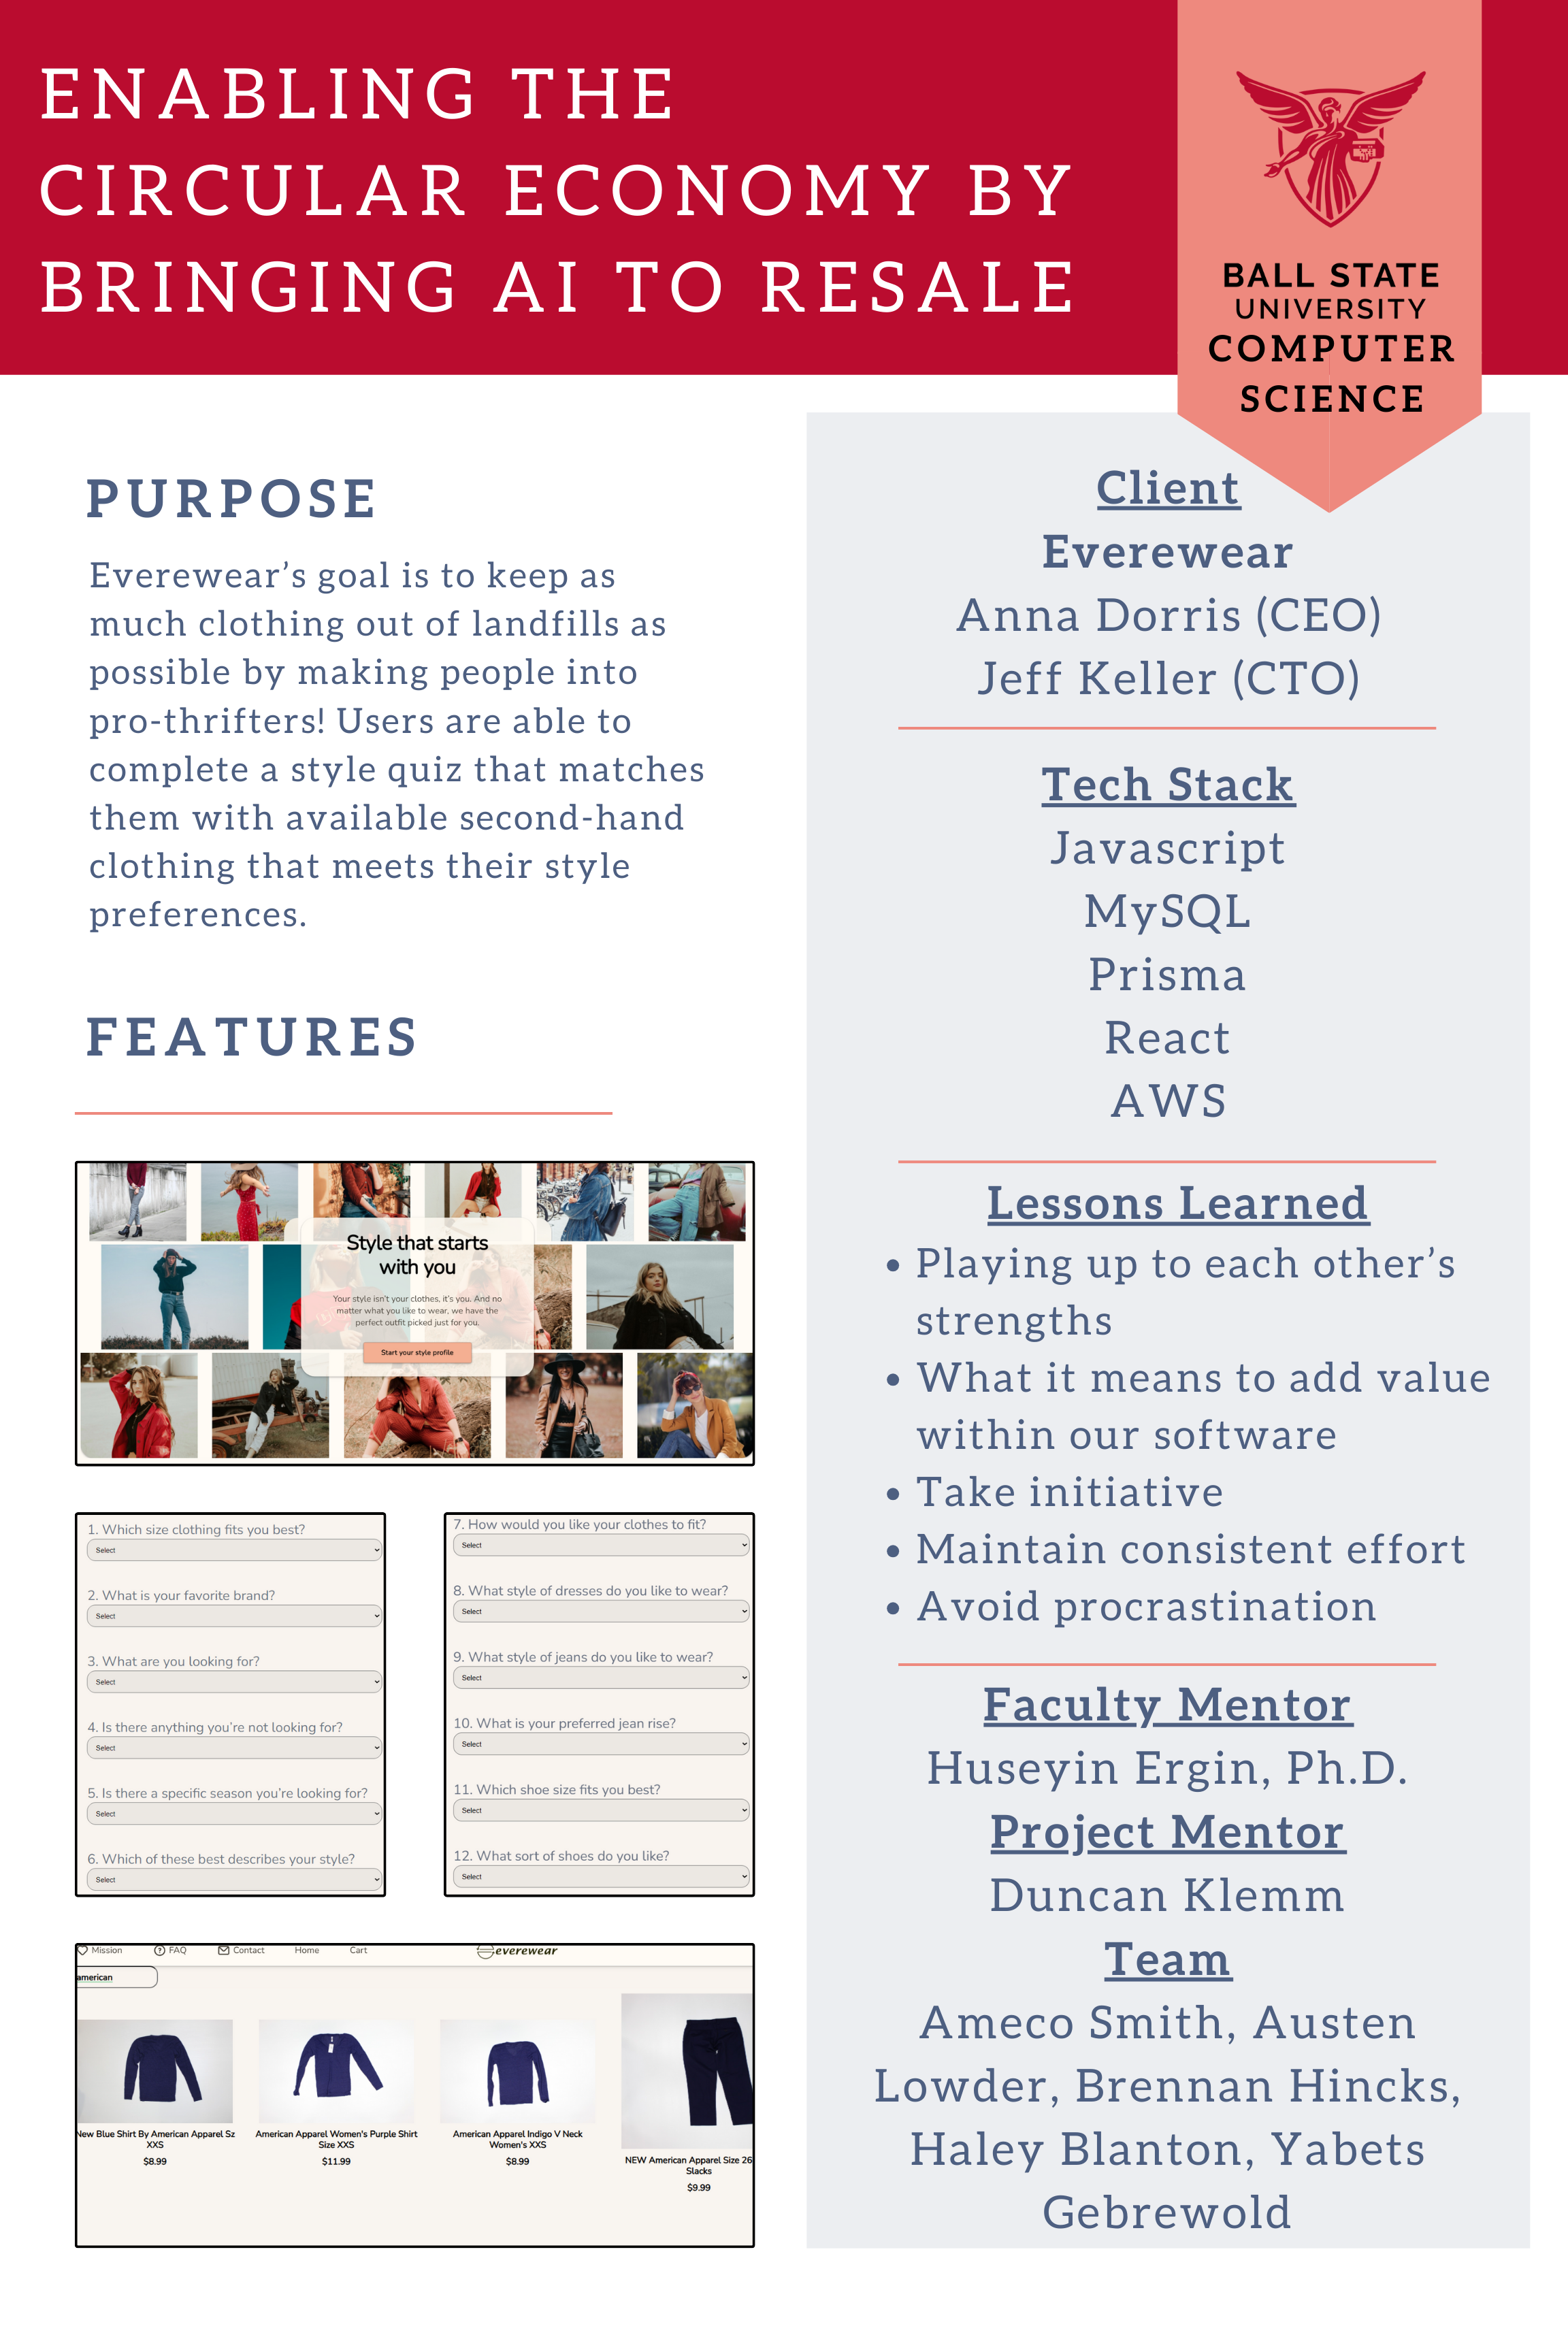 ENABLING THE
CIRCULAR ECONOMY BY
BRINGING AI TO RESALE
BALL STATE
UNIVERSITY
COMPUTER
SCIENCE
PURPOSE
Everewear’s goal is to keep as
much clothing out of landfills as
possible by making people into
pro-thrifters! Users are able to
complete a style quiz that matches
them with available second-hand
clothing that meets their style
preferences.
FEATURES
Style that starts
with you
Your style isn't your clothes, it's you. And no
matter what you like to wear, we have the
perfect outfit picked just for you.
Start your style profile
1. Which size clothing fits you best?
Select
2. What is your favorite brand?
Select
3. What are you looking for?
Select
4. Is there anything you're not looking for?
Select
5. Is there a specific season you're looking for?
Select
6. Which of these best describes your style?
Select
7. How would you like your clothes to fit?
Select
8. What style of dresses do you like to wear?
Select
9. What style of jeans do you like to wear?
Select
10. What is your preferred jean rise?
Select
11. Which shoe size fits you best?
Select
12. What sort of shoes do you like?
Select
Mission FAQ Contact Home Cart everewear
american
New Blue Shirt By American Apparel Sz
XXS
$8.99
American Apparel Women's Purple Shirt
Size XXS
$11.99
American Apparel Indigo V Neck
Women's XXS
$8.99
NEW American Apparel Size 26
Slacks
$9.99
Client
Everewear
Anna Dorris (CEO)
Jeff Keller (CTO)
Tech Stack
Javascript
MySQL
Prisma
React
AWS
Lessons Learned
• Playing up to each other’s
strengths
• What it means to add value
within our software
• Take initiative
• Maintain consistent effort
• Avoid procrastination
Faculty Mentor
Huseyin Ergin, Ph.D.
Project Mentor
Duncan Klemm
Team
Ameco Smith, Austen
Lowder, Brennan Hincks,
Haley Blanton, Yabets
Gebrewold